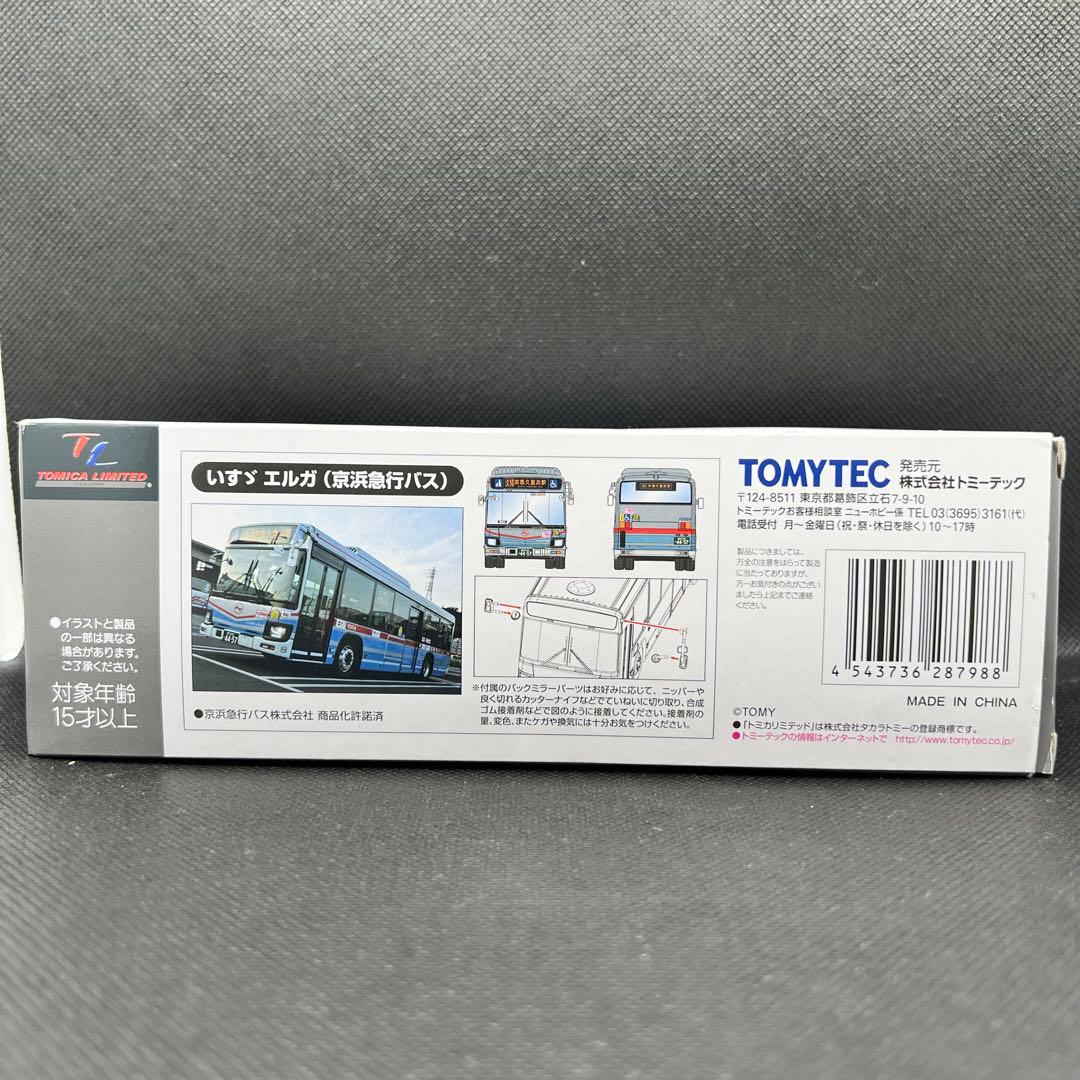 TL
TOMICA LIMITED
●イラストと製品
の一部は異なる
場合があります。
ご了承ください。
対象年齢
15才以上
いすゞ エルガ（京浜急行バス）
4457
●京浜急行バス株式会社 商品化許諾済
京急久里浜駅
4457
※付属のバックミラーパーツはお好みに応じて、ニッパーや
良く切れるカッターナイフなどでていねいに切り取り、合成
ゴム接着剤などで図のように接着してください。接着剤の
量、変色、またケガや換気には十分お気をつけください。
TOMYTEC 発売元 株式会社トミーテック
〒124-8511 東京都葛飾区立石7-9-10
トミーテックお客様相談室 ニューホビー係 TEL 03(3695)3161(代)
電話受付 月〜金曜日(祝・祭・休日を除く)10〜17時
製品につきましては、
万全の注意をはらって製造
に当たっておりますが、
万一お気付きの点がござい
ましたら上記までご連絡
ください。
4 543736 287988
MADE IN CHINA
©TOMY
●「トミカリミテッド」は株式会社タカラトミーの登録商標です。
●トミーテックの情報はインターネットで http://www.tomytec.co.jp/